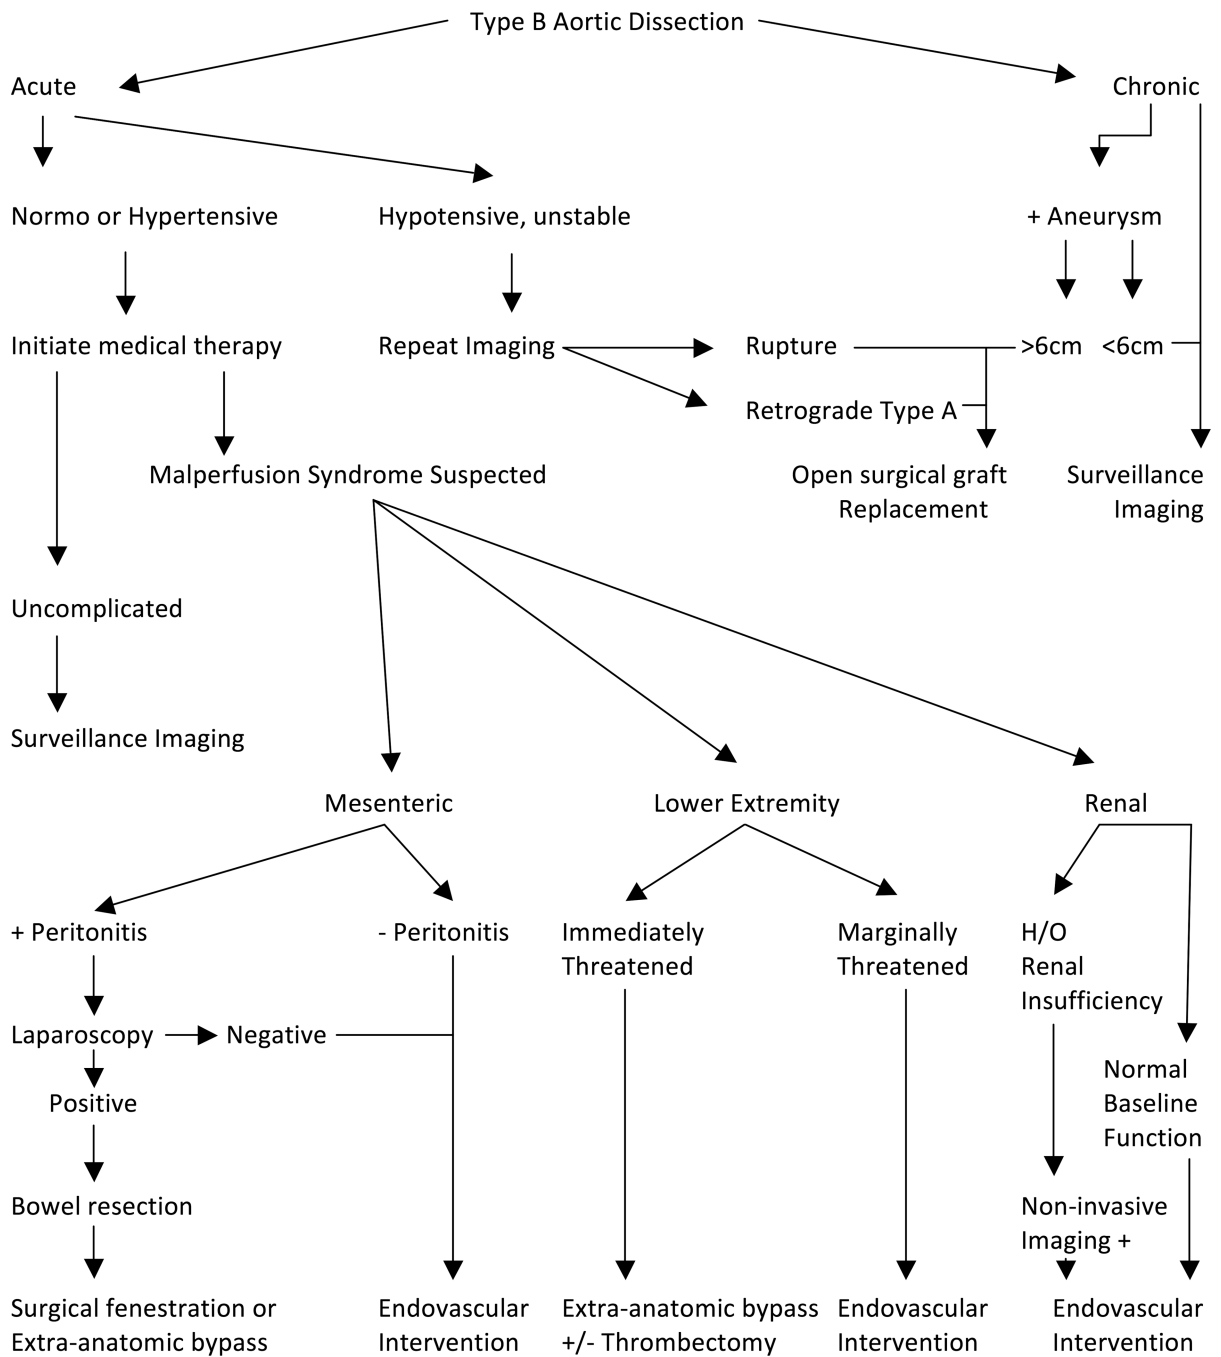 Type B Aortic Dissection
Acute
Chronic
Normo or Hypertensive
Hypotensive, unstable
+ Aneurysm
Initiate medical therapy
Repeat Imaging
Rupture
>6cm
<6cm
Retrograde Type A
Malperfusion Syndrome Suspected
Open surgical graft
Replacement
Surveillance
Imaging
Uncomplicated
Surveillance Imaging
Mesenteric
Lower Extremity
Renal
+ Peritonitis
- Peritonitis
Immediately
Threatened
Marginally
Threatened
H/O
Renal
Insufficiency
Laparoscopy
Negative
Normal
Baseline
Function
Positive
Bowel resection
Non-invasive
Imaging +
Surgical fenestration or
Extra-anatomic bypass
Endovascular
Intervention
Extra-anatomic bypass
+/- Thrombectomy
Endovascular
Intervention
Endovascular
Intervention